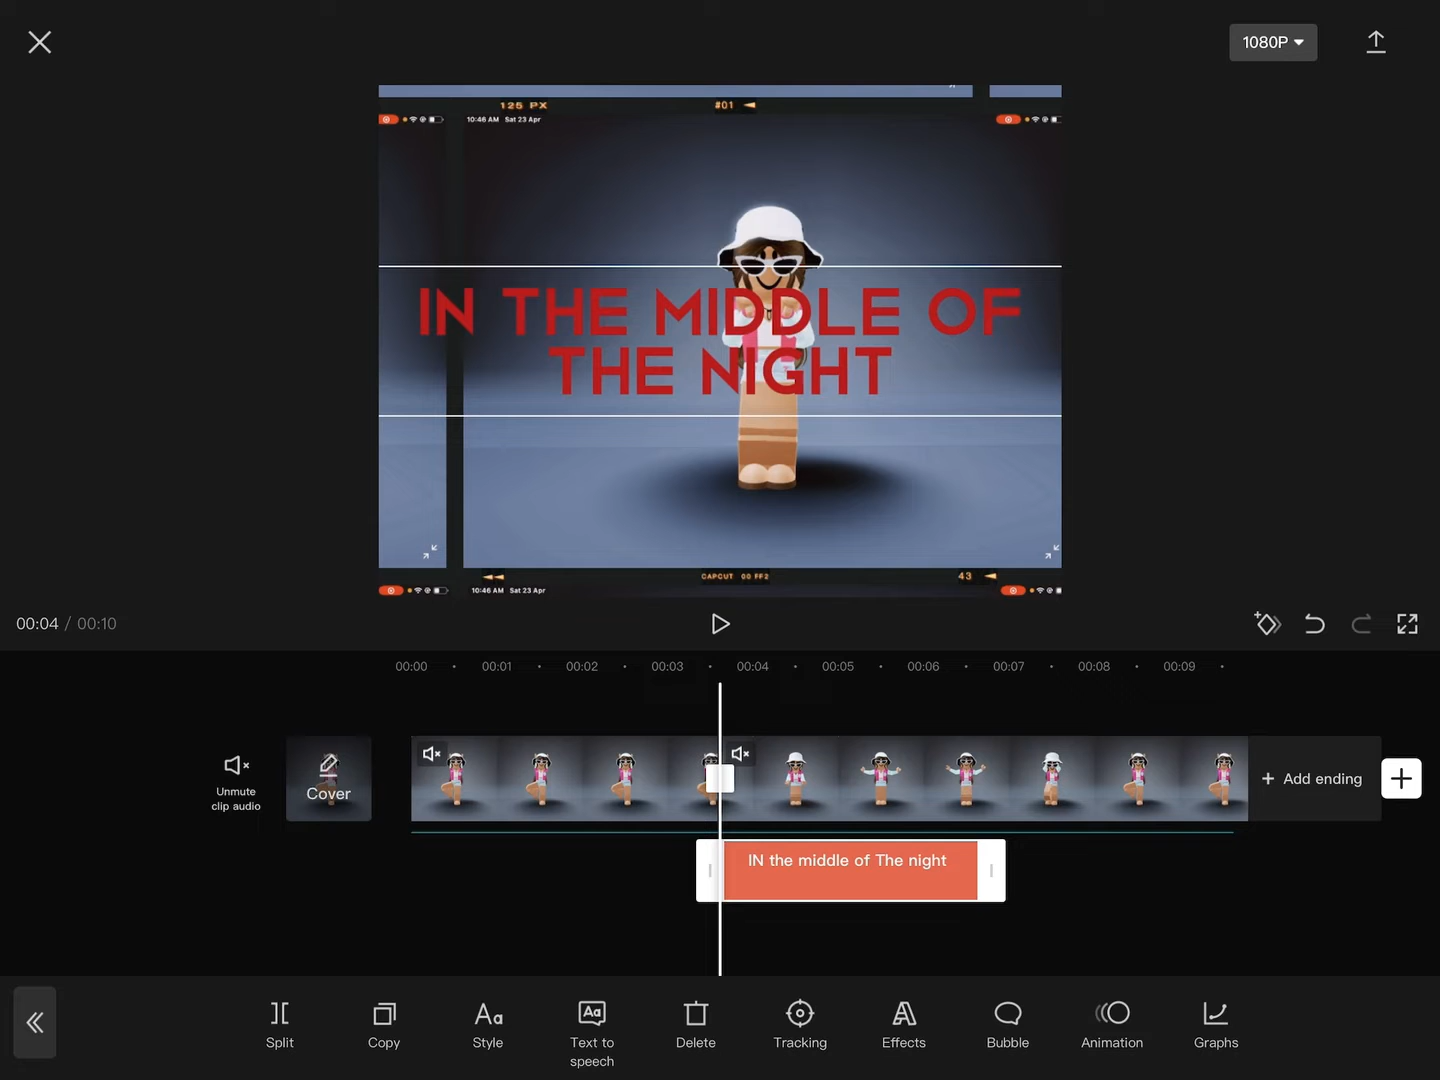 1080P
125 PX #01
10:46 AM Sat 23 Apr
IN THE MIDDLE OF
THE NIGHT
CAPCUT 00 FF2 43
10:46 AM Sat 23 Apr
00:04 / 00:10
00:00 00:01 00:02 00:03 00:04 00:05 00:06 00:07 00:08 00:09
Unmute
clip audio
Cover
+ Add ending
IN the middle of The night
Split
Copy
Style
Text to
speech
Delete
Tracking
Effects
Bubble
Animation
Graphs